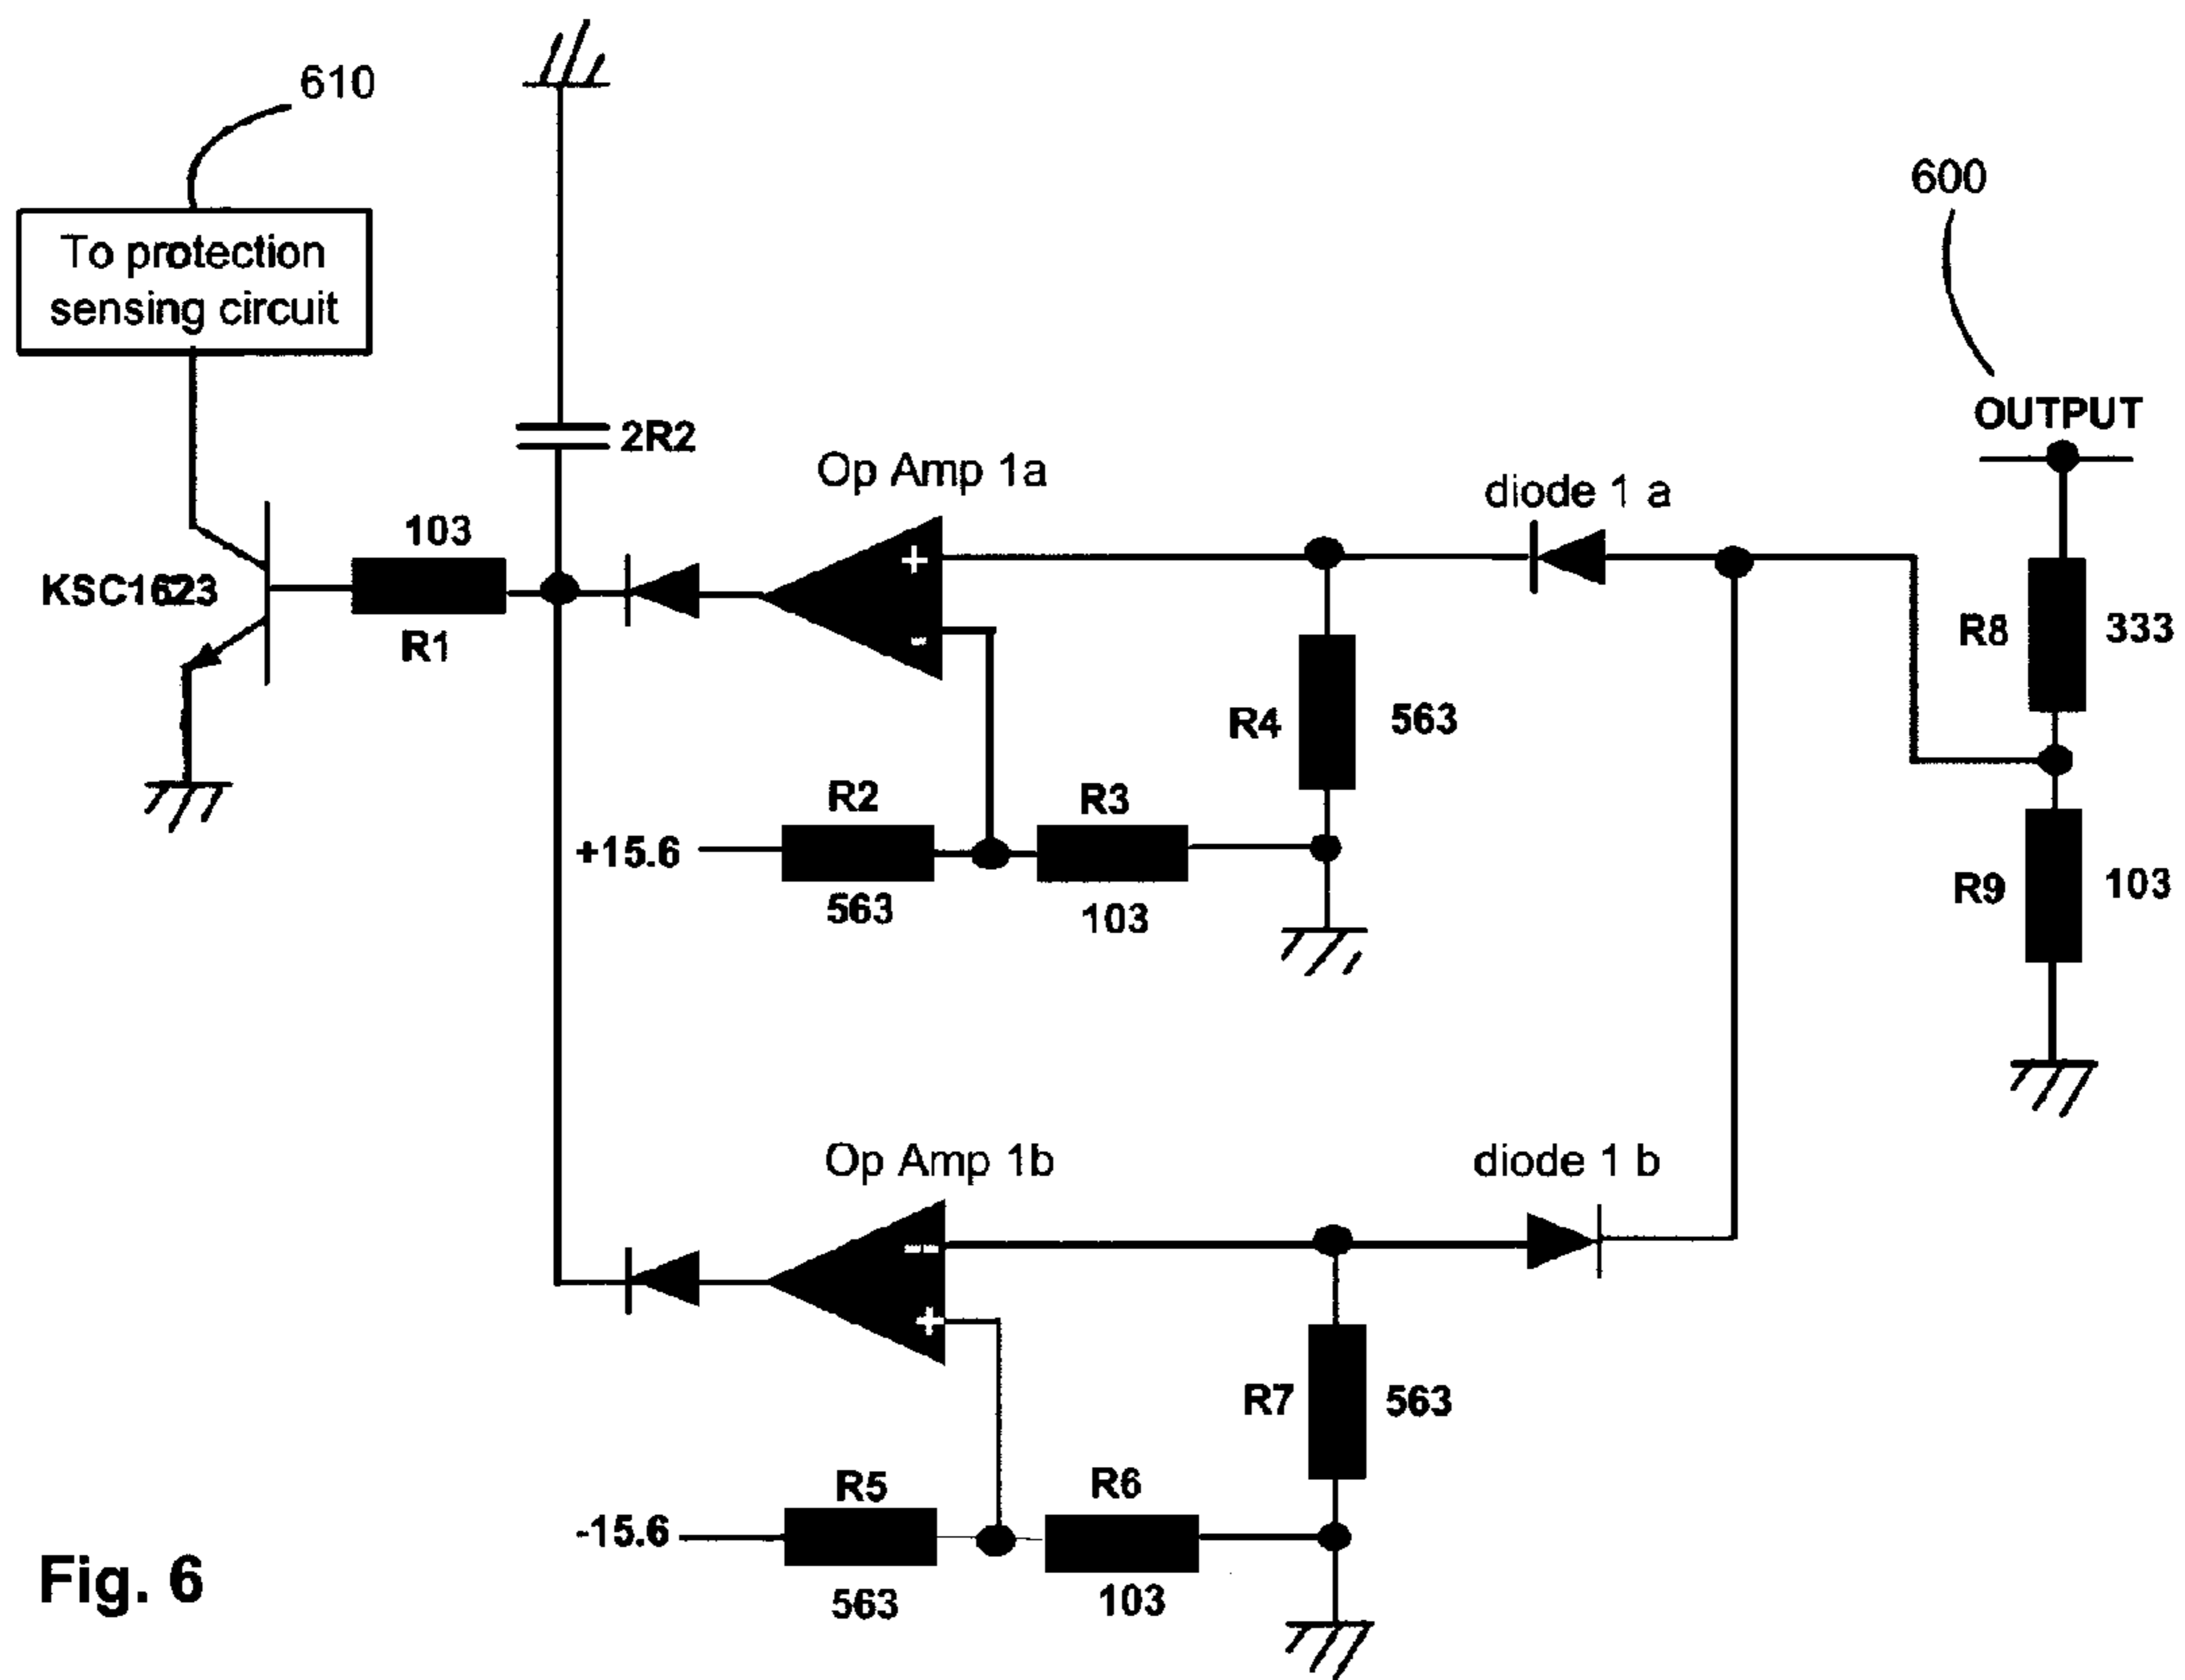 610
600
To protection
sensing circuit
OUTPUT
2R2
Op Amp 1a
diode 1 a
103
+
KSC1623
R1
-
R8
333
R4
563
R2
R3
+15.6
563
103
R9
103
Op Amp 1b
diode 1 b
-
+
R7
563
R5
R6
-15.6
563
103
Fig. 6